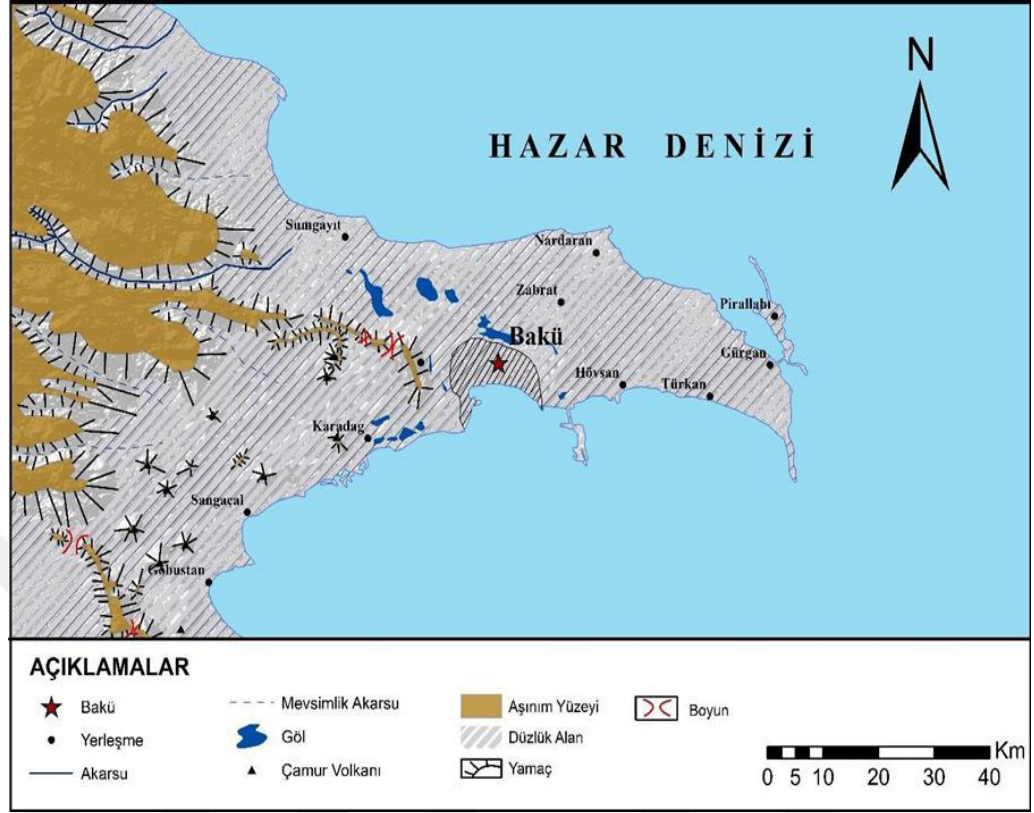 N
HAZAR DENİZİ
Sumgayıt
Nardaran
Zabrat
Pirallahı
Bakü
Gürgan
Hövsan
Türkan
Karadag
Sangaçal
Gobustan
AÇIKLAMALAR
Bakü
Mevsimlik Akarsu
Aşınım Yüzeyi
Boyun
Yerleşme
Göl
Düzlük Alan
Akarsu
Çamur Volkanı
Yamaç
Km
0 5 10 20 30 40